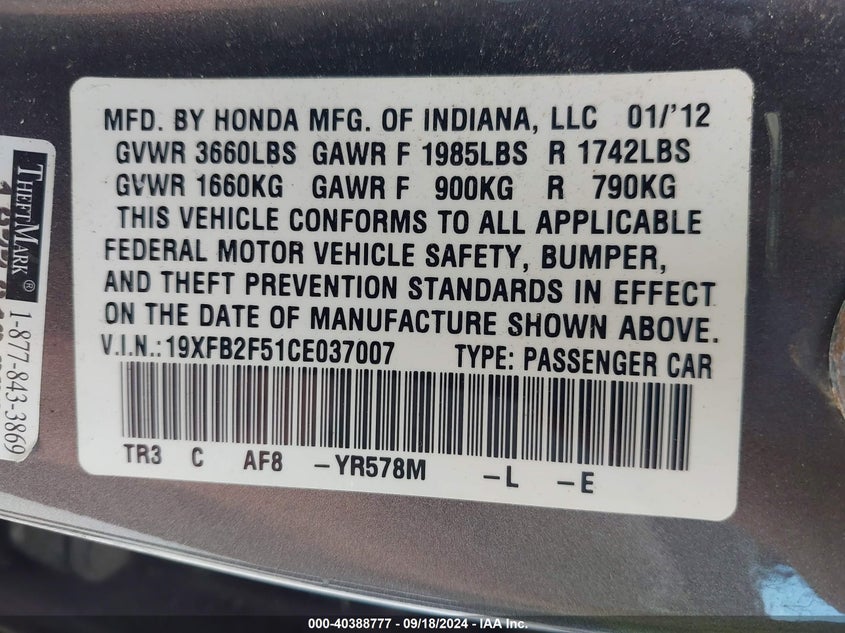 MFD. BY HONDA MFG. OF INDIANA, LLC 01/'12
GVWR 3660LBS GAWR F 1985LBS R 1742LBS
GVWR 1660KG GAWR F 900KG R 790KG
THIS VEHICLE CONFORMS TO ALL APPLICABLE
FEDERAL MOTOR VEHICLE SAFETY, BUMPER,
AND THEFT PREVENTION STANDARDS IN EFFECT
ON THE DATE OF MANUFACTURE SHOWN ABOVE.
V.I.N.:19XFB2F51CE037007 TYPE: PASSENGER CAR
TR3 C AF8 -YR578M -L -E
THEFTMARK®
1-877-843-3869
000-40388777 - 09/18/2024 - IAA Inc.